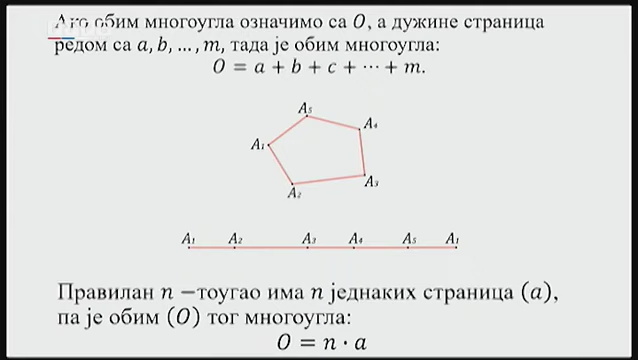 Ако обим многоугла означимо са O, а дужине страница
редом са a, b, ..., m, тада је обим многоугла:
O = a + b + c + ⋯ + m.
A₅
A₄
A₁
A₃
A₂
A₁ A₂ A₃ A₄ A₅ A₁
Правилан n −тоугао има n једнаких страница (a),
па је обим (O) тог многоугла:
O = n · a